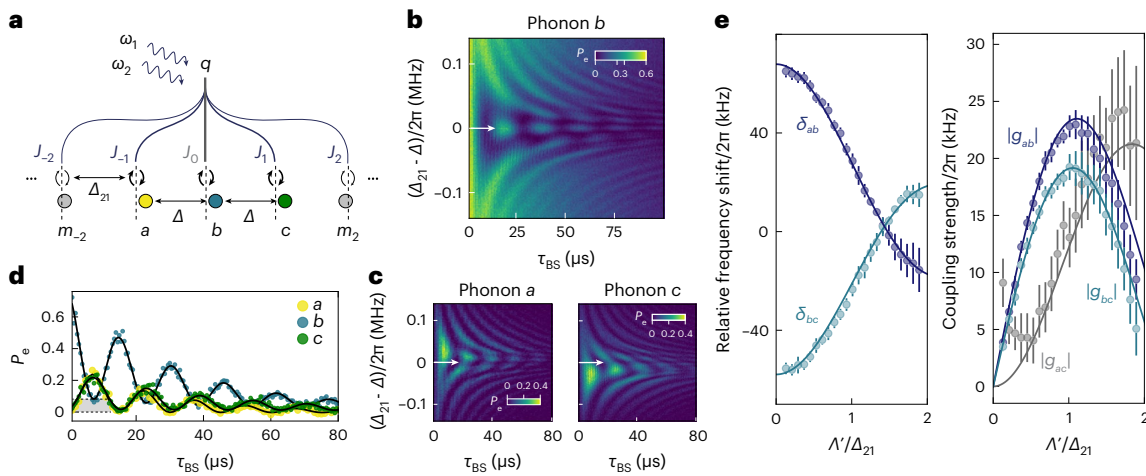 a
ω1
ω2
q
J−2
J−1
J0
J1
J2
...
...
Δ21
Δ
Δ
m−2
a
b
c
m2
b
Phonon b
Pe
0 0.3 0.6
(Δ21 - Δ)/2π (MHz)
0.1
0
−0.1
25 50 75
τBS (µs)
c
Phonon a
Phonon c
(Δ21 - Δ)/2π (MHz)
0.1
0
−0.1
0 0.2 0.4
Pe
Pe
0 0.2 0.4
0 40 80
0 40 80
τBS (µs)
d
a
b
c
Pe
0.6
0.4
0.2
0
0 20 40 60 80
τBS (µs)
e
Relative frequency shift/2π (kHz)
60
0
−60
δab
δbc
0 1 2
Λ′/Δ21
Coupling strength/2π (kHz)
30
25
20
15
10
5
0
|gab|
|gbc|
|gac|
0 1 2
Λ′/Δ21